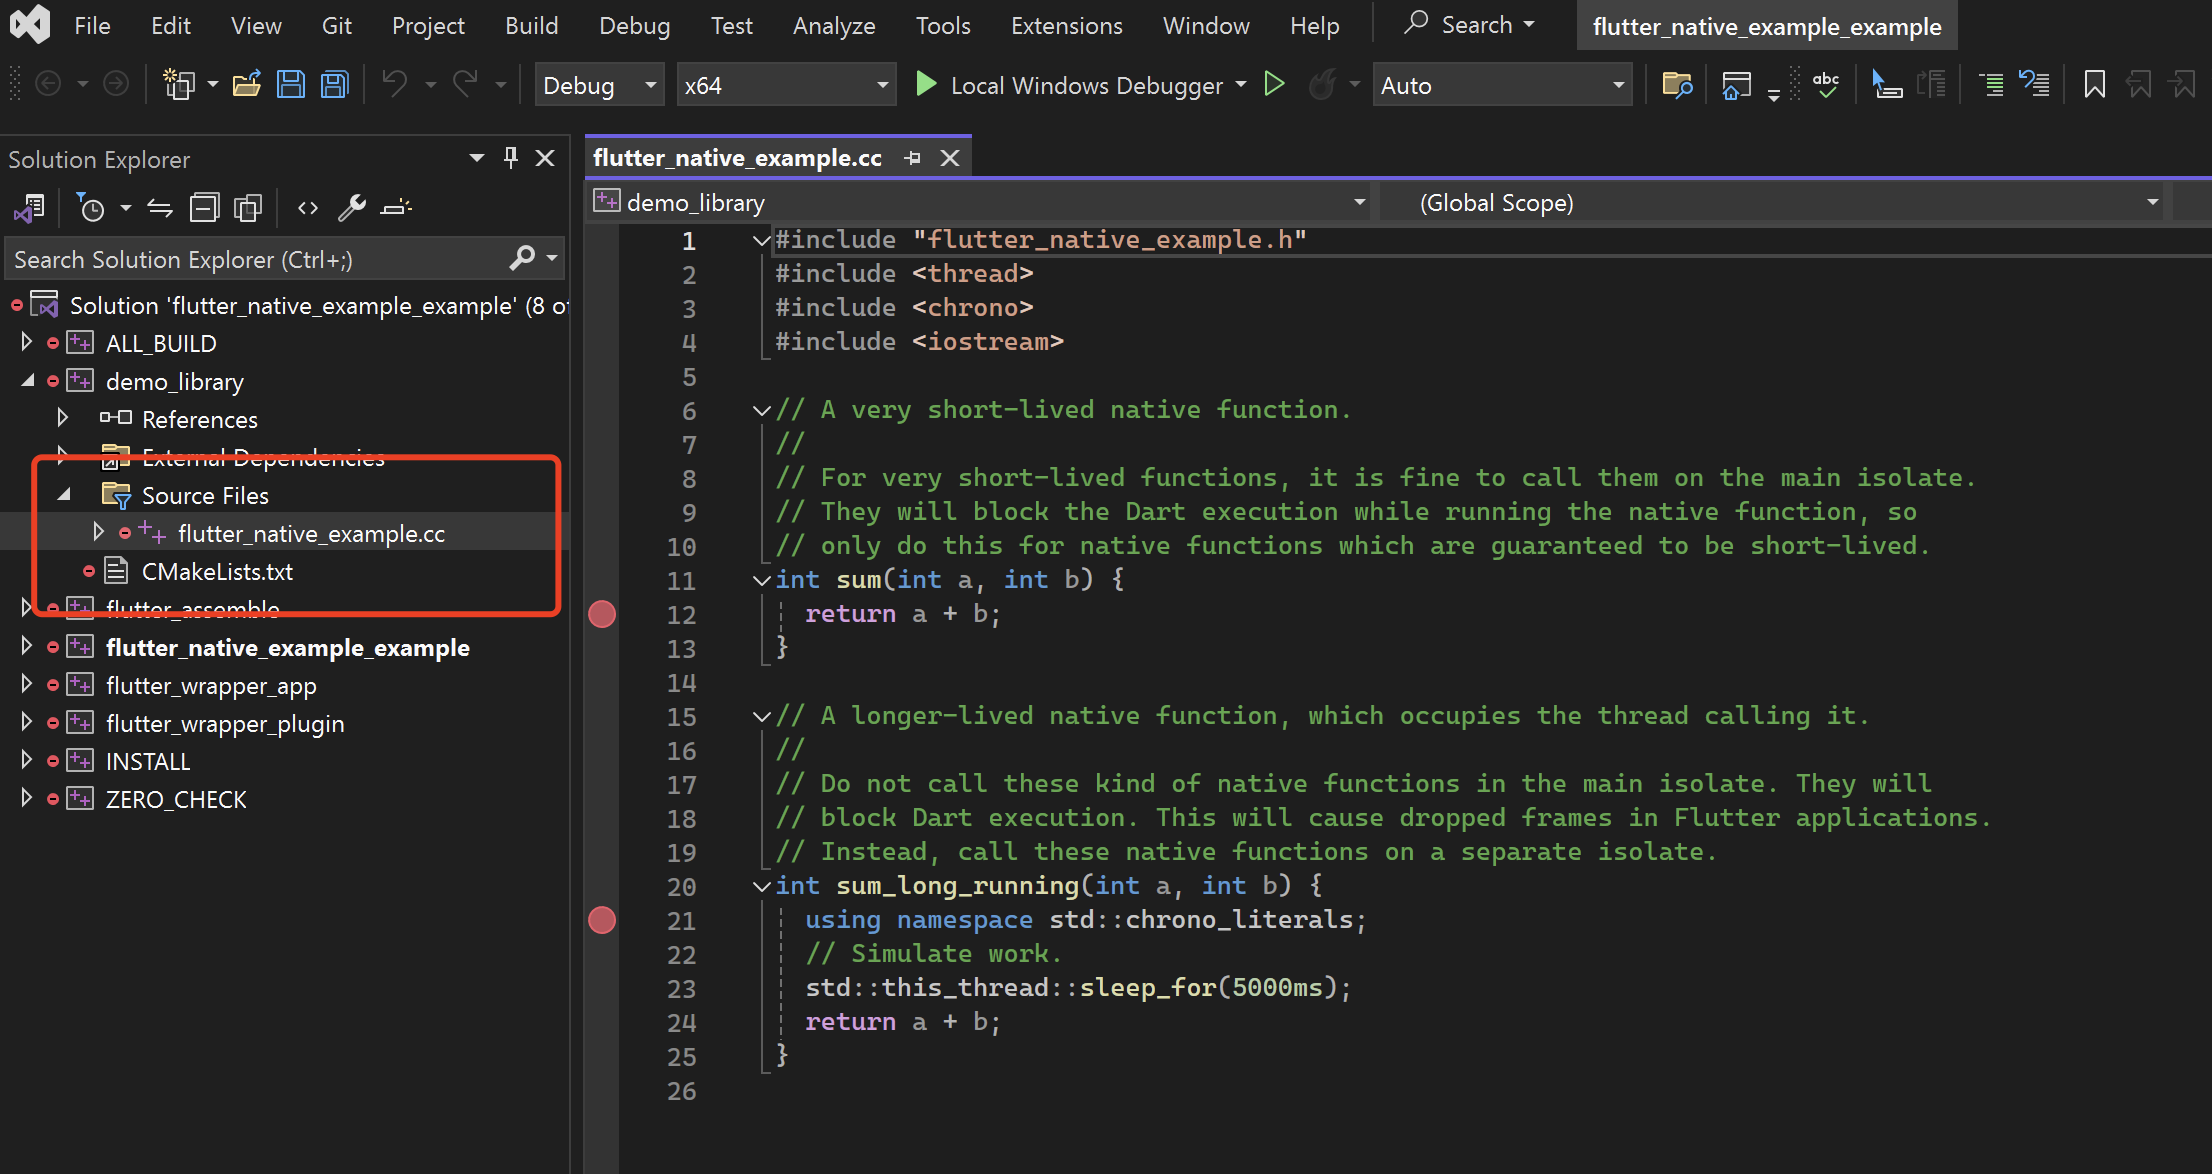 File Edit View Git Project Build Debug Test Analyze Tools Extensions Window Help Search flutter_native_example_example
Debug x64 Local Windows Debugger Auto abc
Solution Explorer
Search Solution Explorer (Ctrl+;)
Solution 'flutter_native_example_example' (8 of
ALL_BUILD
demo_library
References
External Dependencies
Source Files
flutter_native_example.cc
CMakeLists.txt
flutter_assemble
flutter_native_example_example
flutter_wrapper_app
flutter_wrapper_plugin
INSTALL
ZERO_CHECK
flutter_native_example.cc
demo_library (Global Scope)
1 #include "flutter_native_example.h"
2 #include <thread>
3 #include <chrono>
4 #include <iostream>
5
6 // A very short-lived native function.
7 //
8 // For very short-lived functions, it is fine to call them on the main isolate.
9 // They will block the Dart execution while running the native function, so
10 // only do this for native functions which are guaranteed to be short-lived.
11 int sum(int a, int b) {
12 return a + b;
13 }
14
15 // A longer-lived native function, which occupies the thread calling it.
16 //
17 // Do not call these kind of native functions in the main isolate. They will
18 // block Dart execution. This will cause dropped frames in Flutter applications.
19 // Instead, call these native functions on a separate isolate.
20 int sum_long_running(int a, int b) {
21 using namespace std::chrono_literals;
22 // Simulate work.
23 std::this_thread::sleep_for(5000ms);
24 return a + b;
25 }
26